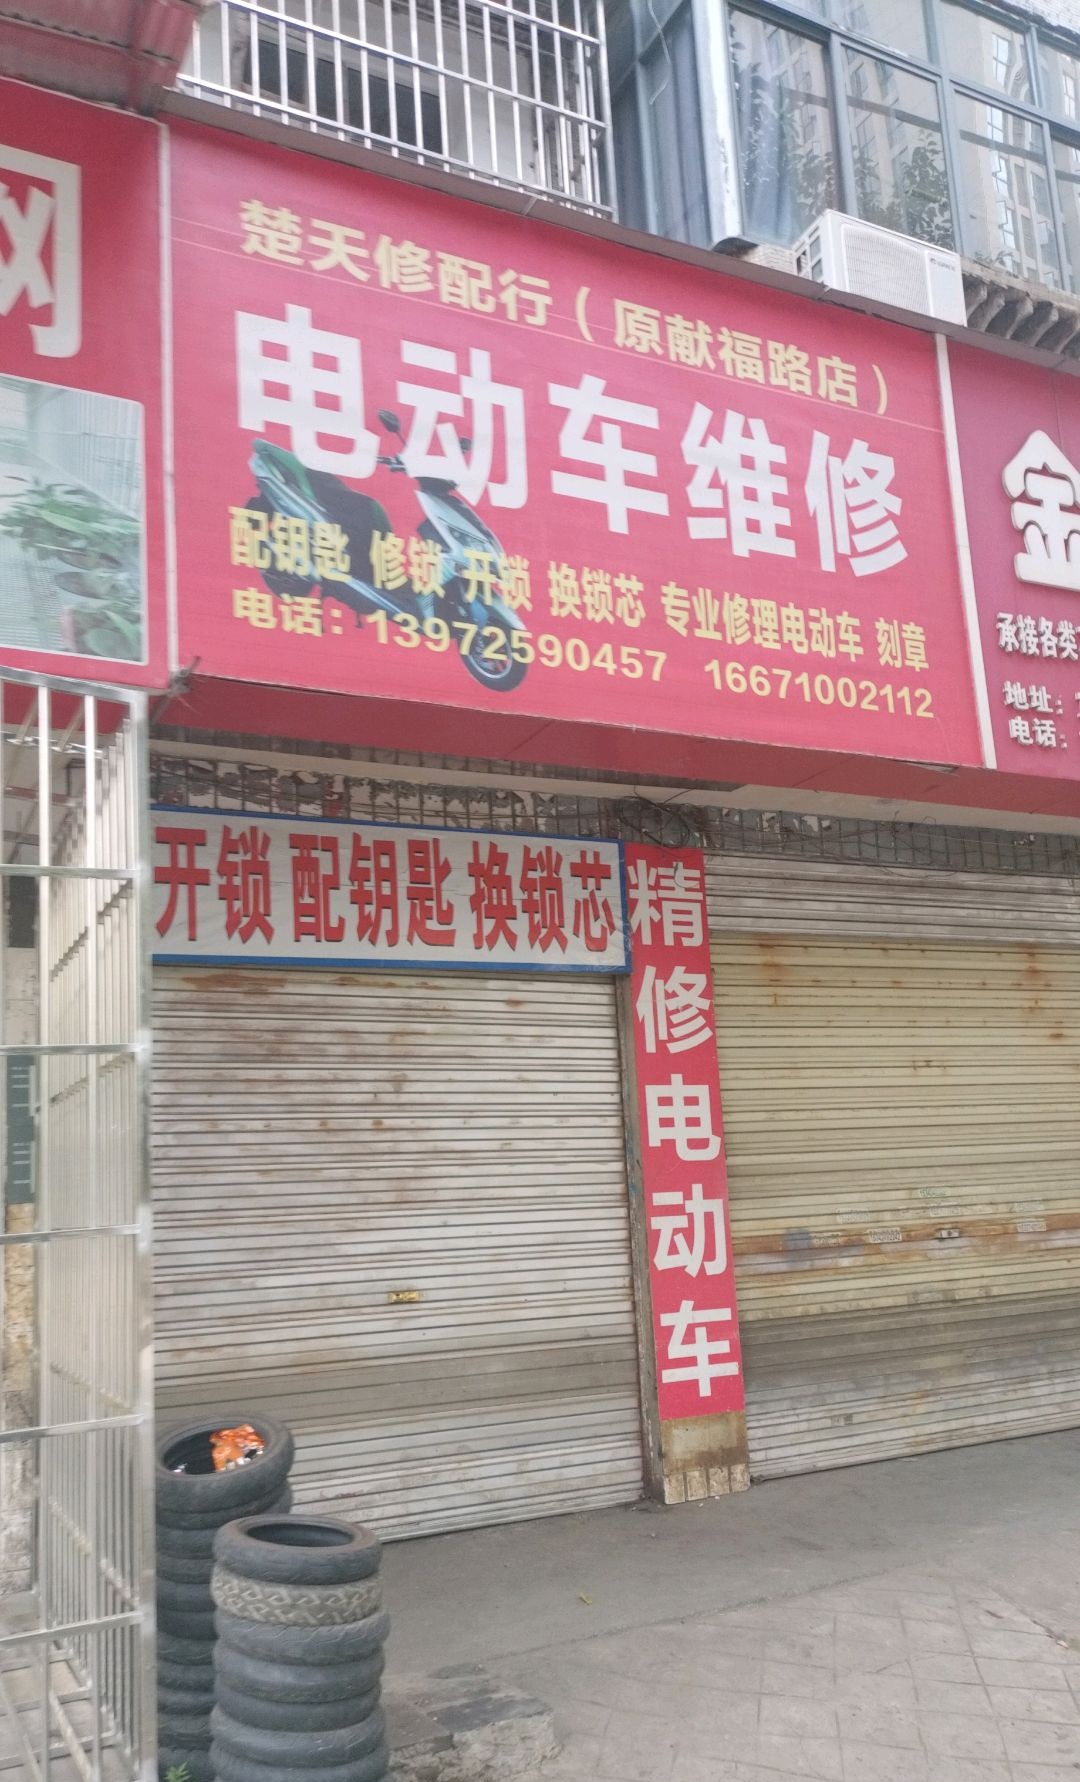 网
楚天修配行（原献福路店）
电动车维修
配钥匙 修锁 开锁 换锁芯 专业修理电动车 刻章
电话：13972590457 16671002112
金
承接各类
地址：
电话：
开锁 配钥匙 换锁芯
精修电动车